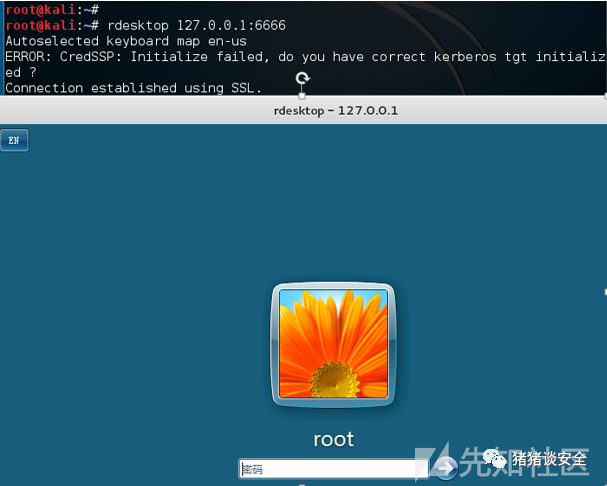 root@kali:~#
root@kali:~# rdesktop 127.0.0.1:6666
Autoselected keyboard map en-us
ERROR: CredSSP: Initialize failed, do you have correct kerberos tgt initializ
ed ?
Connection established using SSL.
rdesktop - 127.0.0.1
EN
root
密码
先知社区
猪猪谈安全